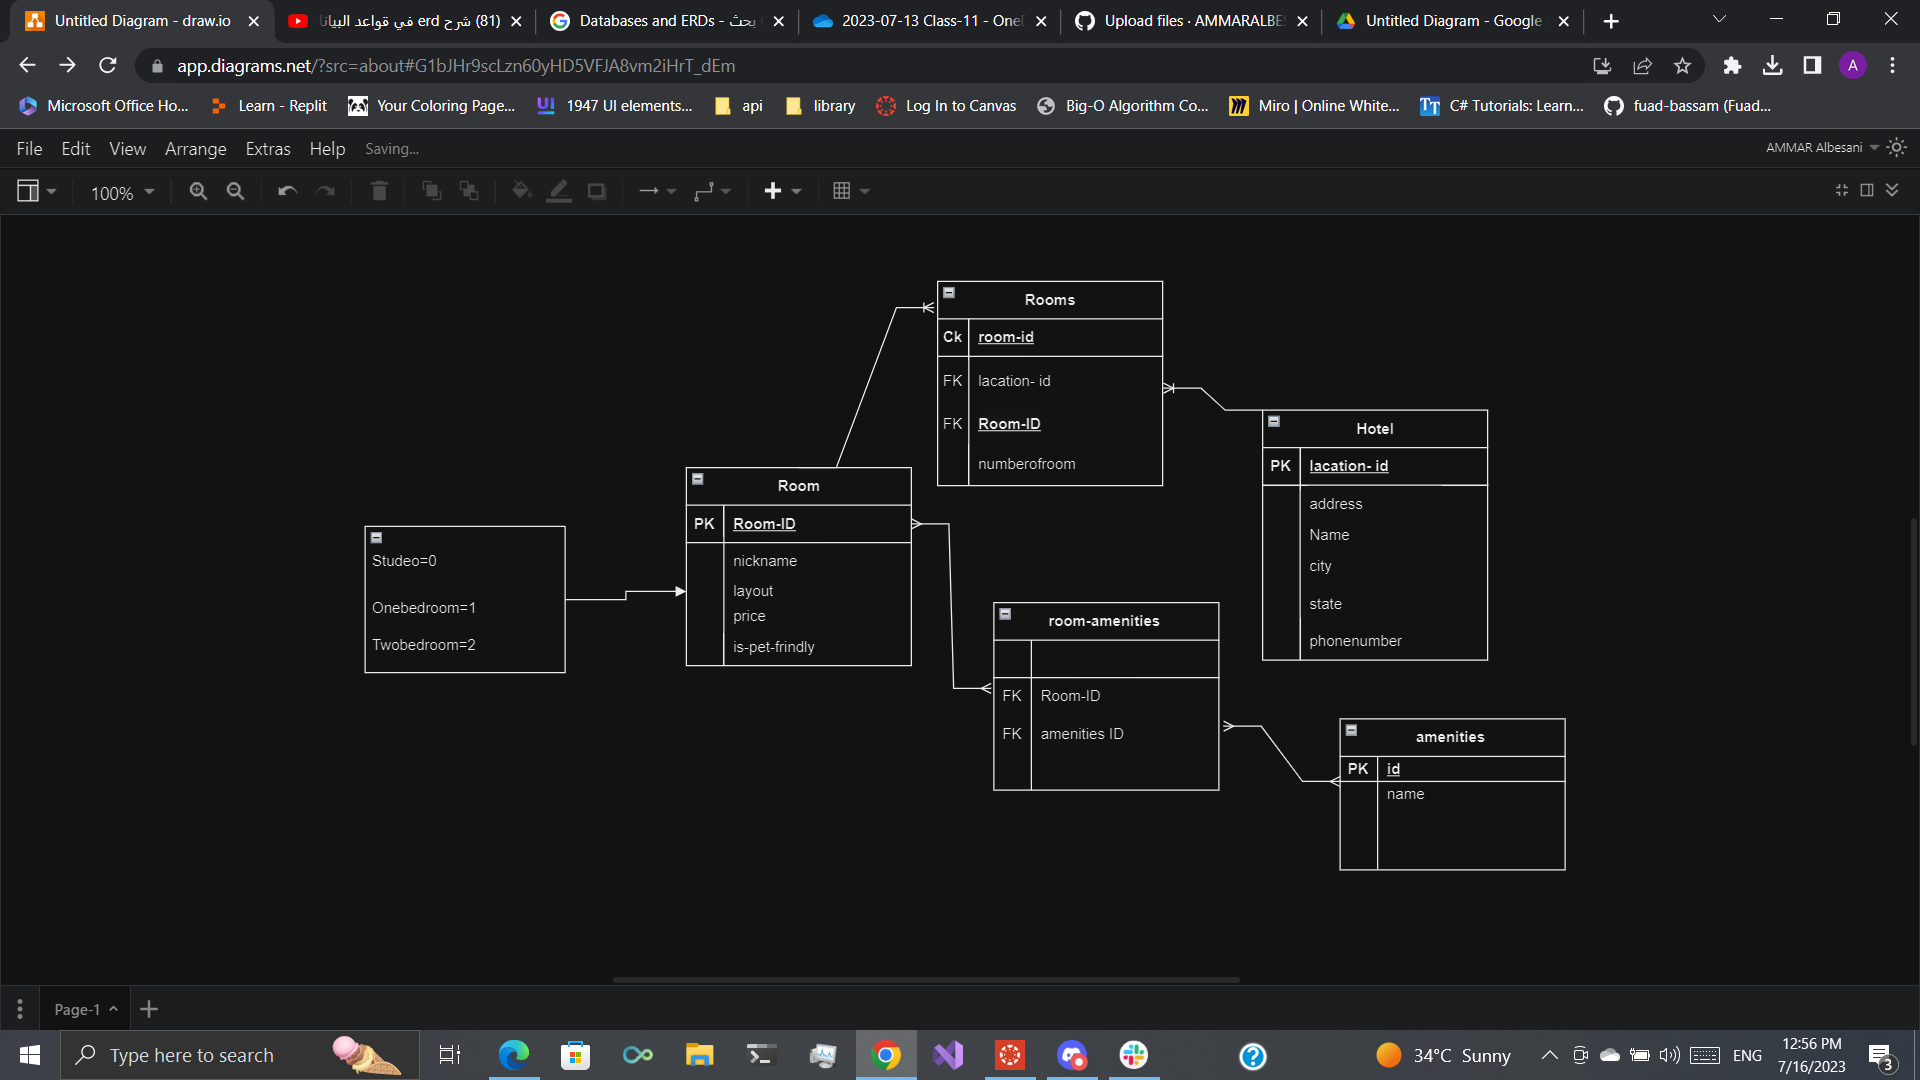 Untitled Diagram - draw.io
(81) شرح erd في قواعد البيانا
Databases and ERDs - بحث
2023-07-13 Class-11 - OneD
Upload files · AMMARALBES
Untitled Diagram - Google
app.diagrams.net/?src=about#G1bJHr9scLzn60yHD5VFJA8vm2iHrT_dEm
A
Microsoft Office Ho...
Learn - Replit
Your Coloring Page...
1947 UI elements...
api
library
Log In to Canvas
Big-O Algorithm Co...
Miro | Online White...
C# Tutorials: Learn...
fuad-bassam (Fuad...
File Edit View Arrange Extras Help Saving...
AMMAR Albesani
100%
Rooms
Ck room-id
FK lacation- id
FK Room-ID
numberofroom
Hotel
PK lacation- id
address
Name
city
state
phonenumber
Room
PK Room-ID
nickname
layout
price
is-pet-frindly
Studeo=0
Onebedroom=1
Twobedroom=2
room-amenities
FK Room-ID
FK amenities ID
amenities
PK id
name
Page-1
Type here to search
34°C Sunny
ENG
12:56 PM
7/16/2023
3